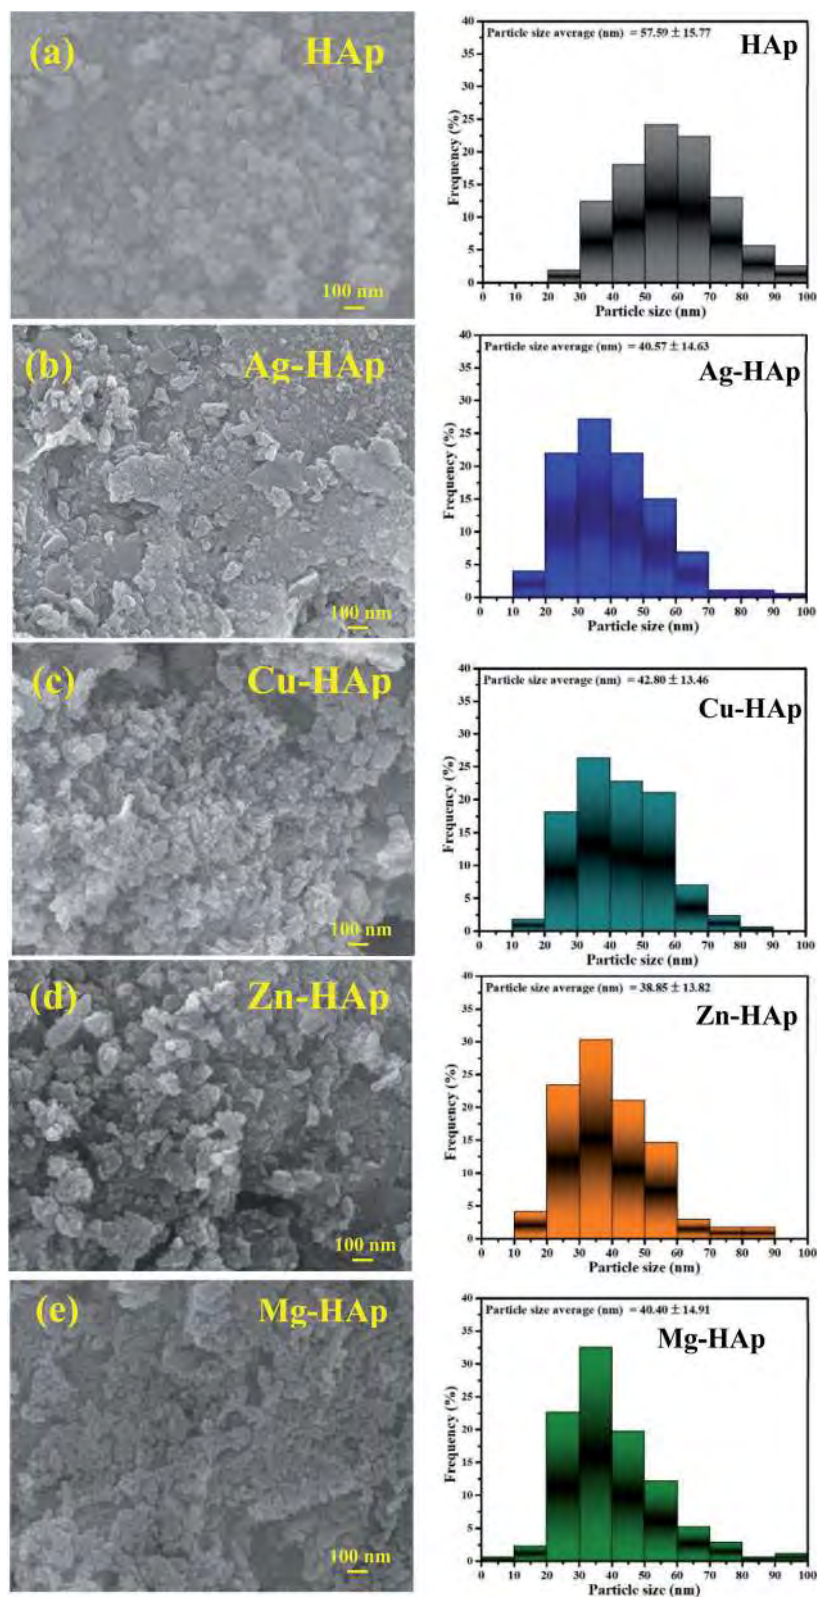 (a) HAp
100 nm
Particle size average (nm) = 57.59 ± 15.77
HAp
Frequency (%)
40
35
30
25
20
15
10
5
0
0 10 20 30 40 50 60 70 80 90 100
Particle size (nm)
(b) Ag-HAp
100 nm
Particle size average (nm) = 40.57 ± 14.63
Ag-HAp
Frequency (%)
40
35
30
25
20
15
10
5
0
0 10 20 30 40 50 60 70 80 90 100
Particle size (nm)
(c) Cu-HAp
100 nm
Particle size average (nm) = 42.80 ± 13.46
Cu-HAp
Frequency (%)
40
35
30
25
20
15
10
5
0
0 10 20 30 40 50 60 70 80 90 100
Particle size (nm)
(d) Zn-HAp
100 nm
Particle size average (nm) = 38.85 ± 13.82
Zn-HAp
Frequency (%)
40
35
30
25
20
15
10
5
0
0 10 20 30 40 50 60 70 80 90 100
Particle size (nm)
(e) Mg-HAp
100 nm
Particle size average (nm) = 40.40 ± 14.91
Mg-HAp
Frequency (%)
40
35
30
25
20
15
10
5
0
0 10 20 30 40 50 60 70 80 90 100
Particle size (nm)